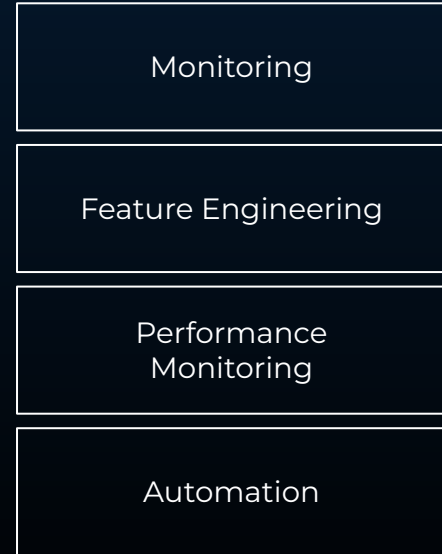 Monitoring
Feature Engineering
Performance
Monitoring
Automation